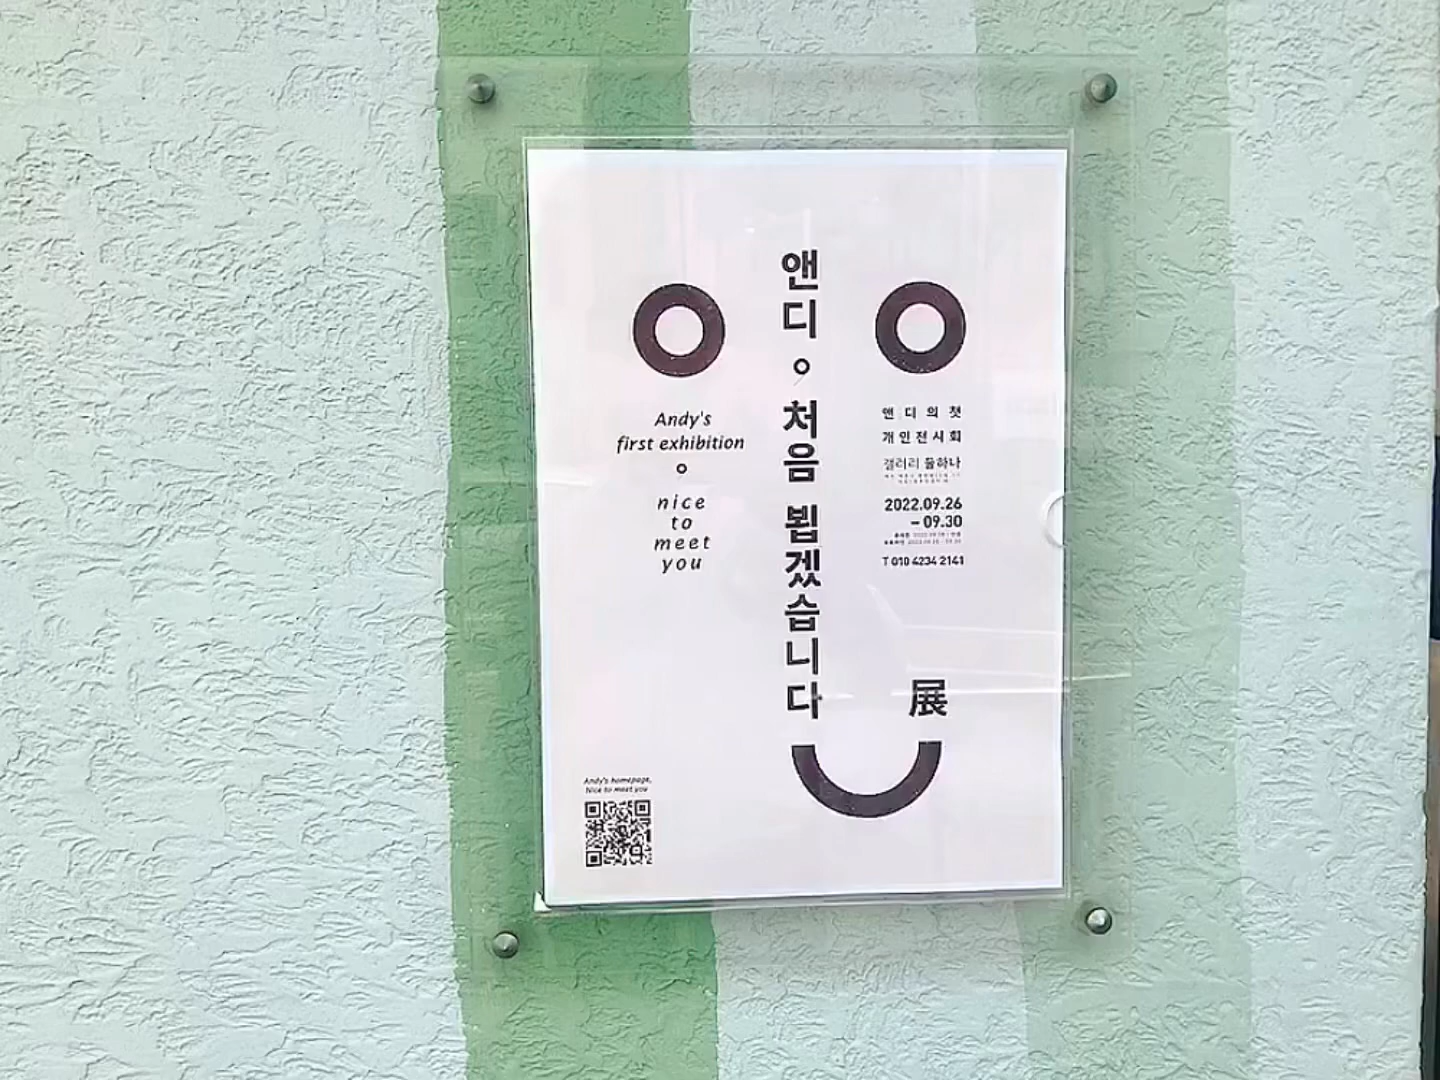 Andy's
first exhibition
nice
to
meet
you
앤디
처음 뵙겠습니다
展
앤디의 첫
개인전시회
갤러리 둘하나
2022.09.26
– 09.30
T 010 4234 2141
Andy's homepage,
Nice to meet you